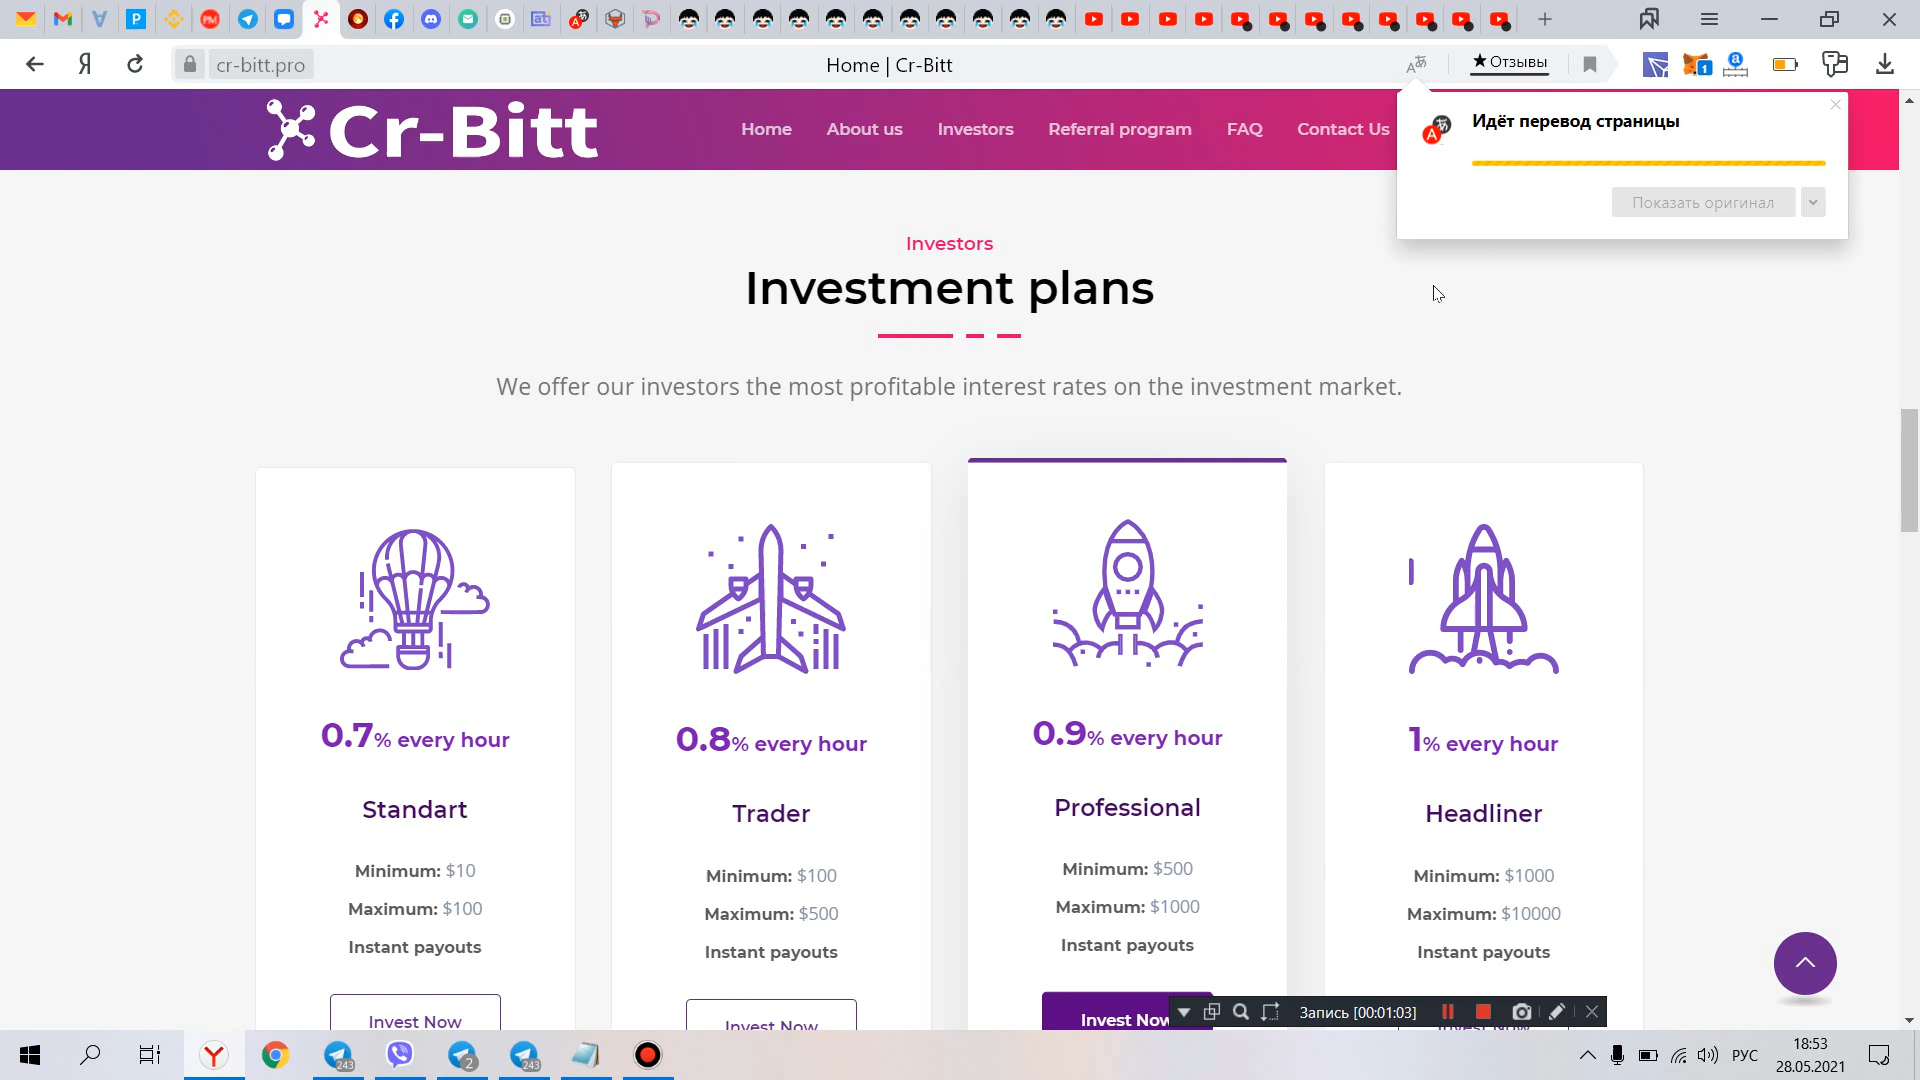 cr-bitt.pro
Home | Cr-Bitt
★ Отзывы
Cr-Bitt
Home
About us
Investors
Referral program
FAQ
Contact Us
Идёт перевод страницы
Показать оригинал
Investors
Investment plans
We offer our investors the most profitable interest rates on the investment market.
0.7% every hour
Standart
Minimum: $10
Maximum: $100
Instant payouts
Invest Now
0.8% every hour
Trader
Minimum: $100
Maximum: $500
Instant payouts
Invest Now
0.9% every hour
Professional
Minimum: $500
Maximum: $1000
Instant payouts
Invest Now
1% every hour
Headliner
Minimum: $1000
Maximum: $10000
Instant payouts
Invest Now
Запись [00:01:03]
243
2
243
РУС
18:53
28.05.2021